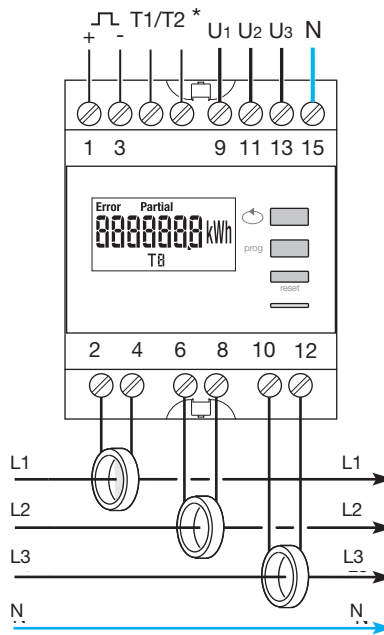 T1/T2 *
+ - U1 U2 U3 N
1 3 9 11 13 15
Error Partial
8888888 kWh
T8
prog
reset
2 4 6 8 10 12
L1 L1
L2 L2
L3 L3
N N